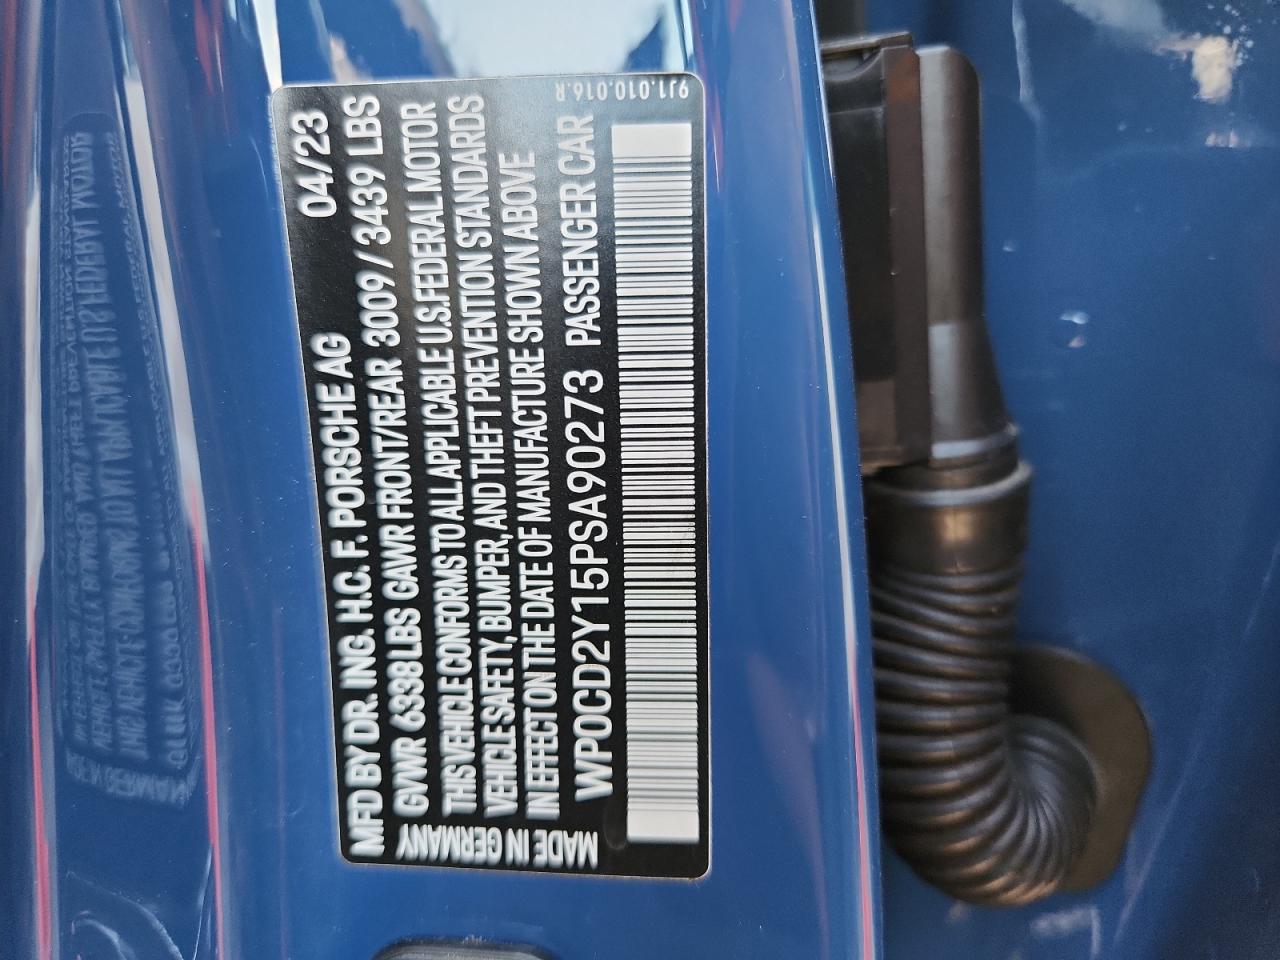 MFD BY DR. ING. H.C. F. PORSCHE AG 04/23
GVWR 6338 LBS GAWR FRONT/REAR 3009 / 3439 LBS
THIS VEHICLE CONFORMS TO ALL APPLICABLE U.S. FEDERAL MOTOR
VEHICLE SAFETY, BUMPER, AND THEFT PREVENTION STANDARDS
IN EFFECT ON THE DATE OF MANUFACTURE SHOWN ABOVE
WP0CD2Y15PSA90273 PASSENGER CAR
MADE IN GERMANY
9J1.010.016.R